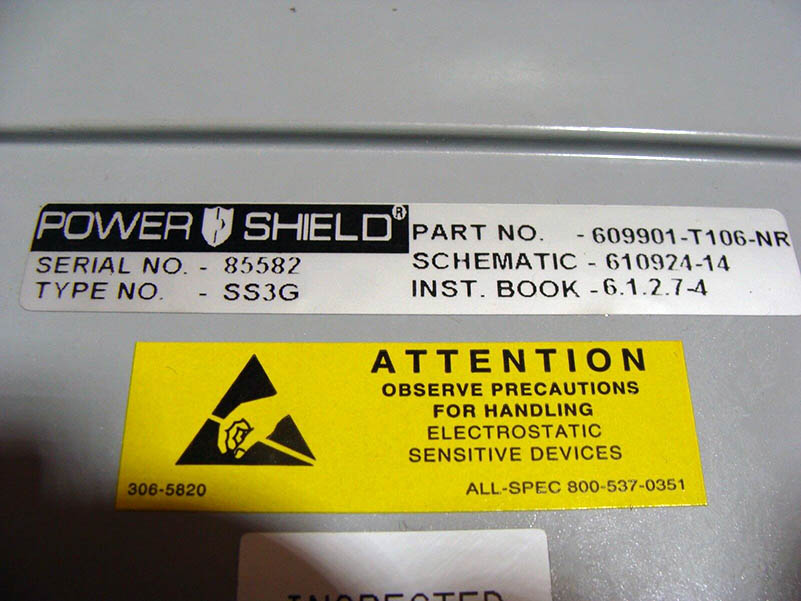 POWER SHIELD®
SERIAL NO. - 85582
TYPE NO. - SS3G
PART NO. - 609901-T106-NR
SCHEMATIC - 610924-14
INST. BOOK - 6.1.2.7-4
ATTENTION
OBSERVE PRECAUTIONS
FOR HANDLING
ELECTROSTATIC
SENSITIVE DEVICES
306-5820
ALL-SPEC 800-537-0351
INSPECTED